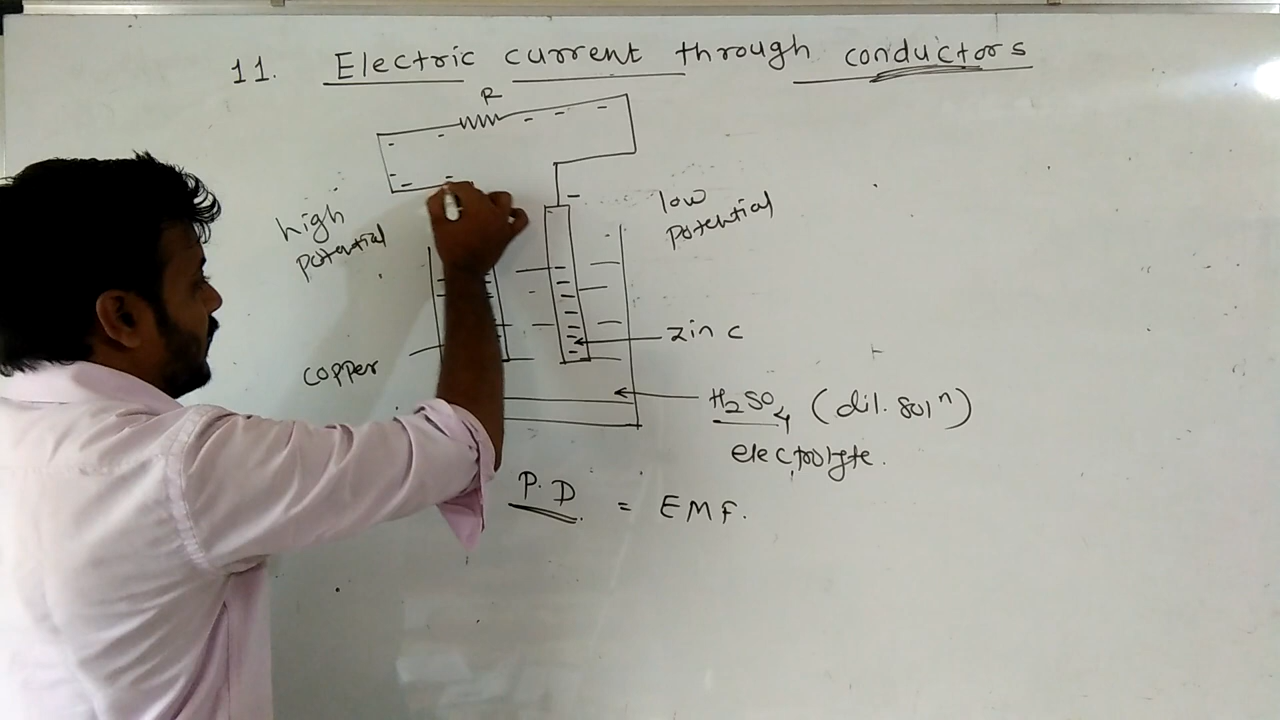 11. Electric current through conductors
R
high
potential
low
potential
zinc
copper
H₂SO₄ (dil. solⁿ)
electrolyte.
P.D. = EMF.